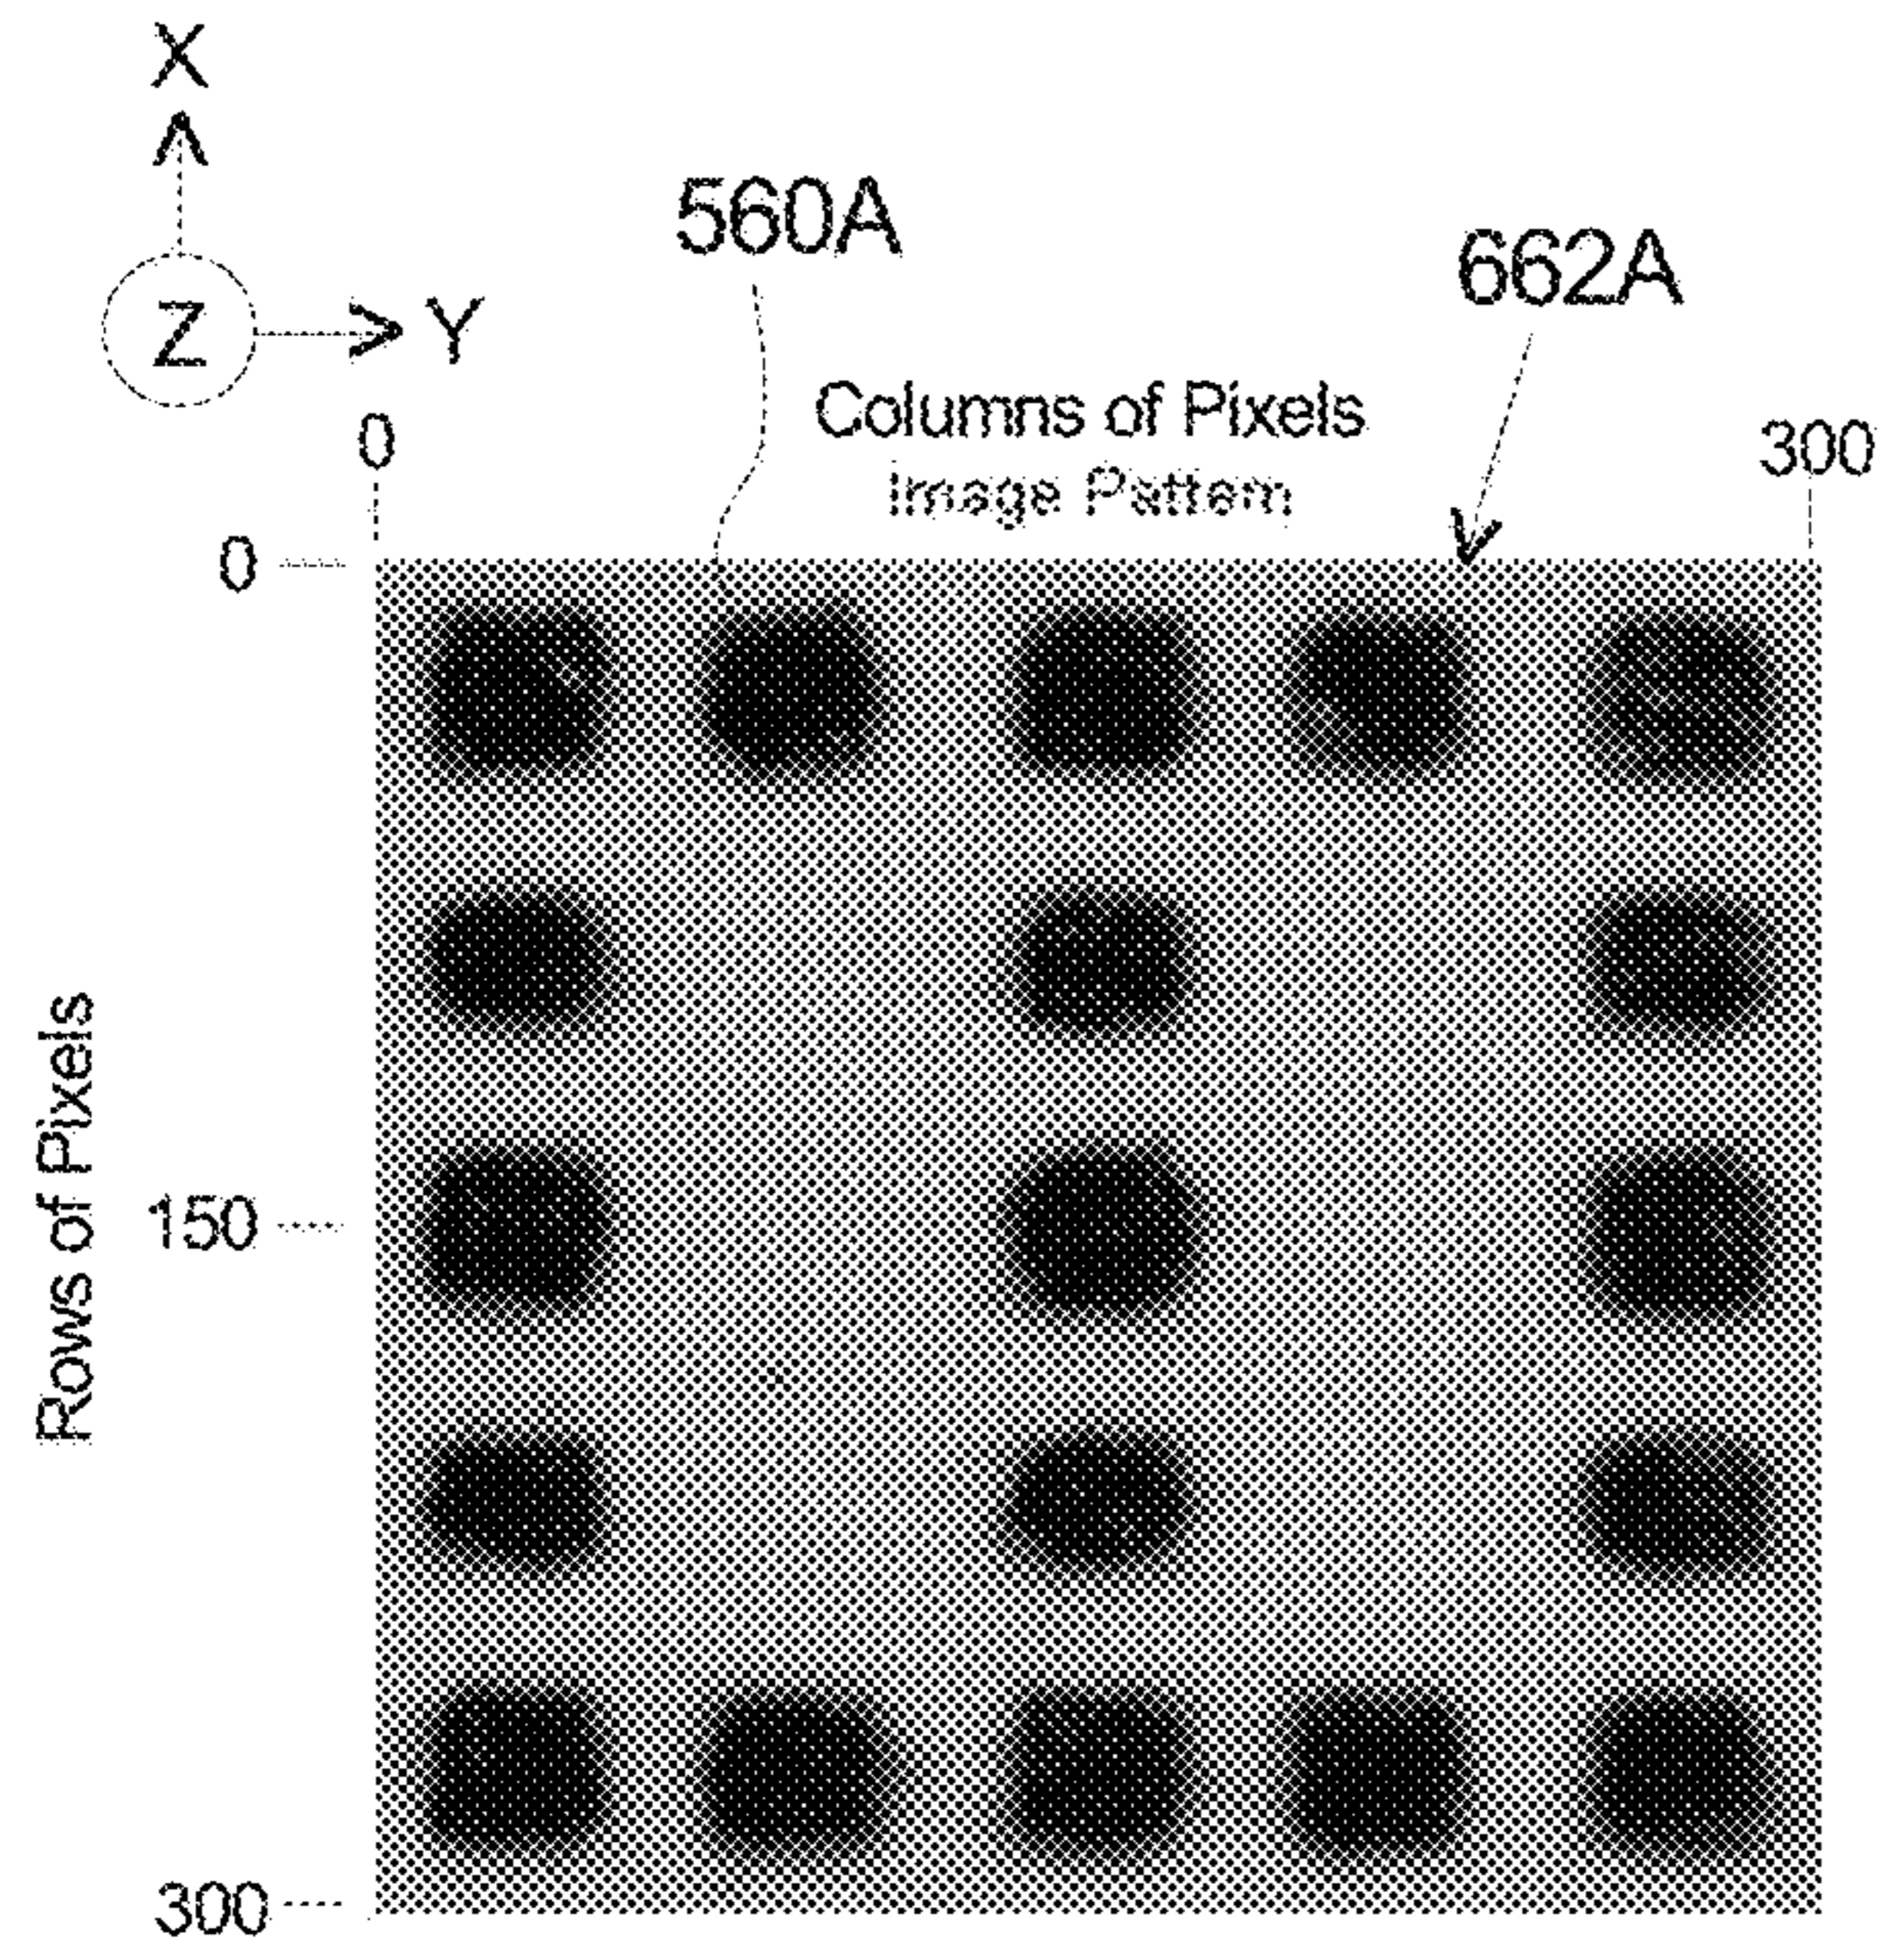 X
560A
662A
Z
Y
Columns of Pixels
0
300
Image Pattern
0
Rows of Pixels
150
300